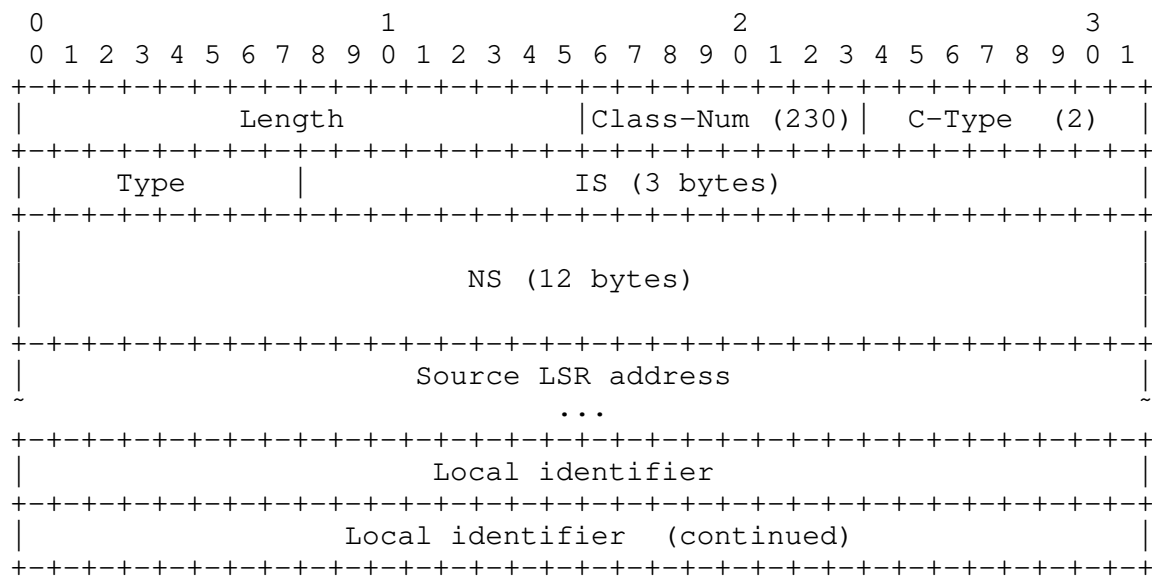 0                   1                   2                   3
 0 1 2 3 4 5 6 7 8 9 0 1 2 3 4 5 6 7 8 9 0 1 2 3 4 5 6 7 8 9 0 1
+-+-+-+-+-+-+-+-+-+-+-+-+-+-+-+-+-+-+-+-+-+-+-+-+-+-+-+-+-+-+-+-+
|            Length             |Class-Num (230)|  C-Type  (2)  |
+-+-+-+-+-+-+-+-+-+-+-+-+-+-+-+-+-+-+-+-+-+-+-+-+-+-+-+-+-+-+-+-+
|     Type      |               IS (3 bytes)                    |
+-+-+-+-+-+-+-+-+-+-+-+-+-+-+-+-+-+-+-+-+-+-+-+-+-+-+-+-+-+-+-+-+
|                                                               |
|                         NS (12 bytes)                         |
|                                                               |
+-+-+-+-+-+-+-+-+-+-+-+-+-+-+-+-+-+-+-+-+-+-+-+-+-+-+-+-+-+-+-+-+
|                      Source LSR address                       |
~                              ...                              ~
+-+-+-+-+-+-+-+-+-+-+-+-+-+-+-+-+-+-+-+-+-+-+-+-+-+-+-+-+-+-+-+-+
|                       Local identifier                        |
+-+-+-+-+-+-+-+-+-+-+-+-+-+-+-+-+-+-+-+-+-+-+-+-+-+-+-+-+-+-+-+-+
|                  Local identifier  (continued)                |
+-+-+-+-+-+-+-+-+-+-+-+-+-+-+-+-+-+-+-+-+-+-+-+-+-+-+-+-+-+-+-+-+